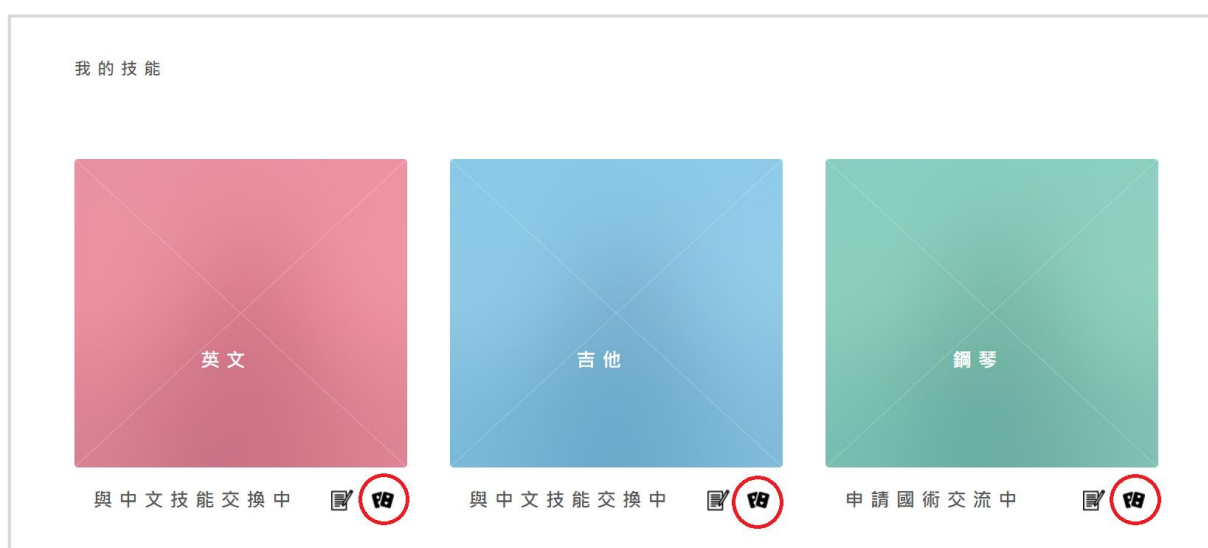 我的技能
英文
吉他
鋼琴
與中文技能交換中
與中文技能交換中
申請國術交流中